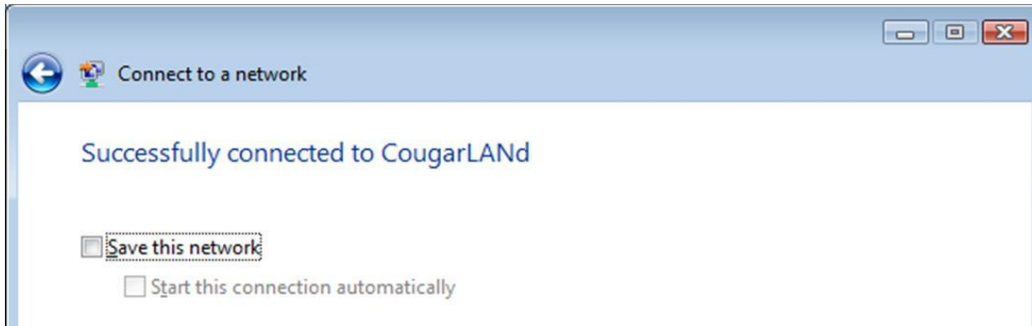 Connect to a network
Successfully connected to CougarLANd
Save this network
Start this connection automatically